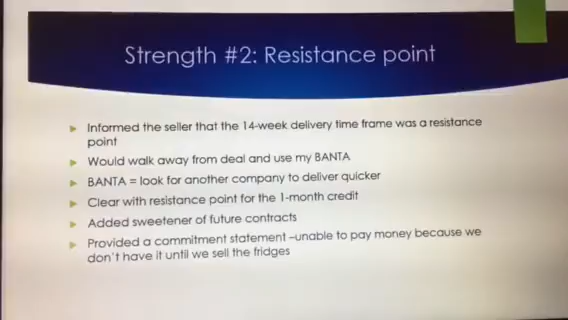 Strength #2: Resistance point
Informed the seller that the 14-week delivery time frame was a resistance
point
Would walk away from deal and use my BANTA
BANTA = look for another company to deliver quicker
Clear with resistance point for the 1-month credit
Added sweetener of future contracts
Provided a commitment statement –unable to pay money because we
don't have it until we sell the fridges